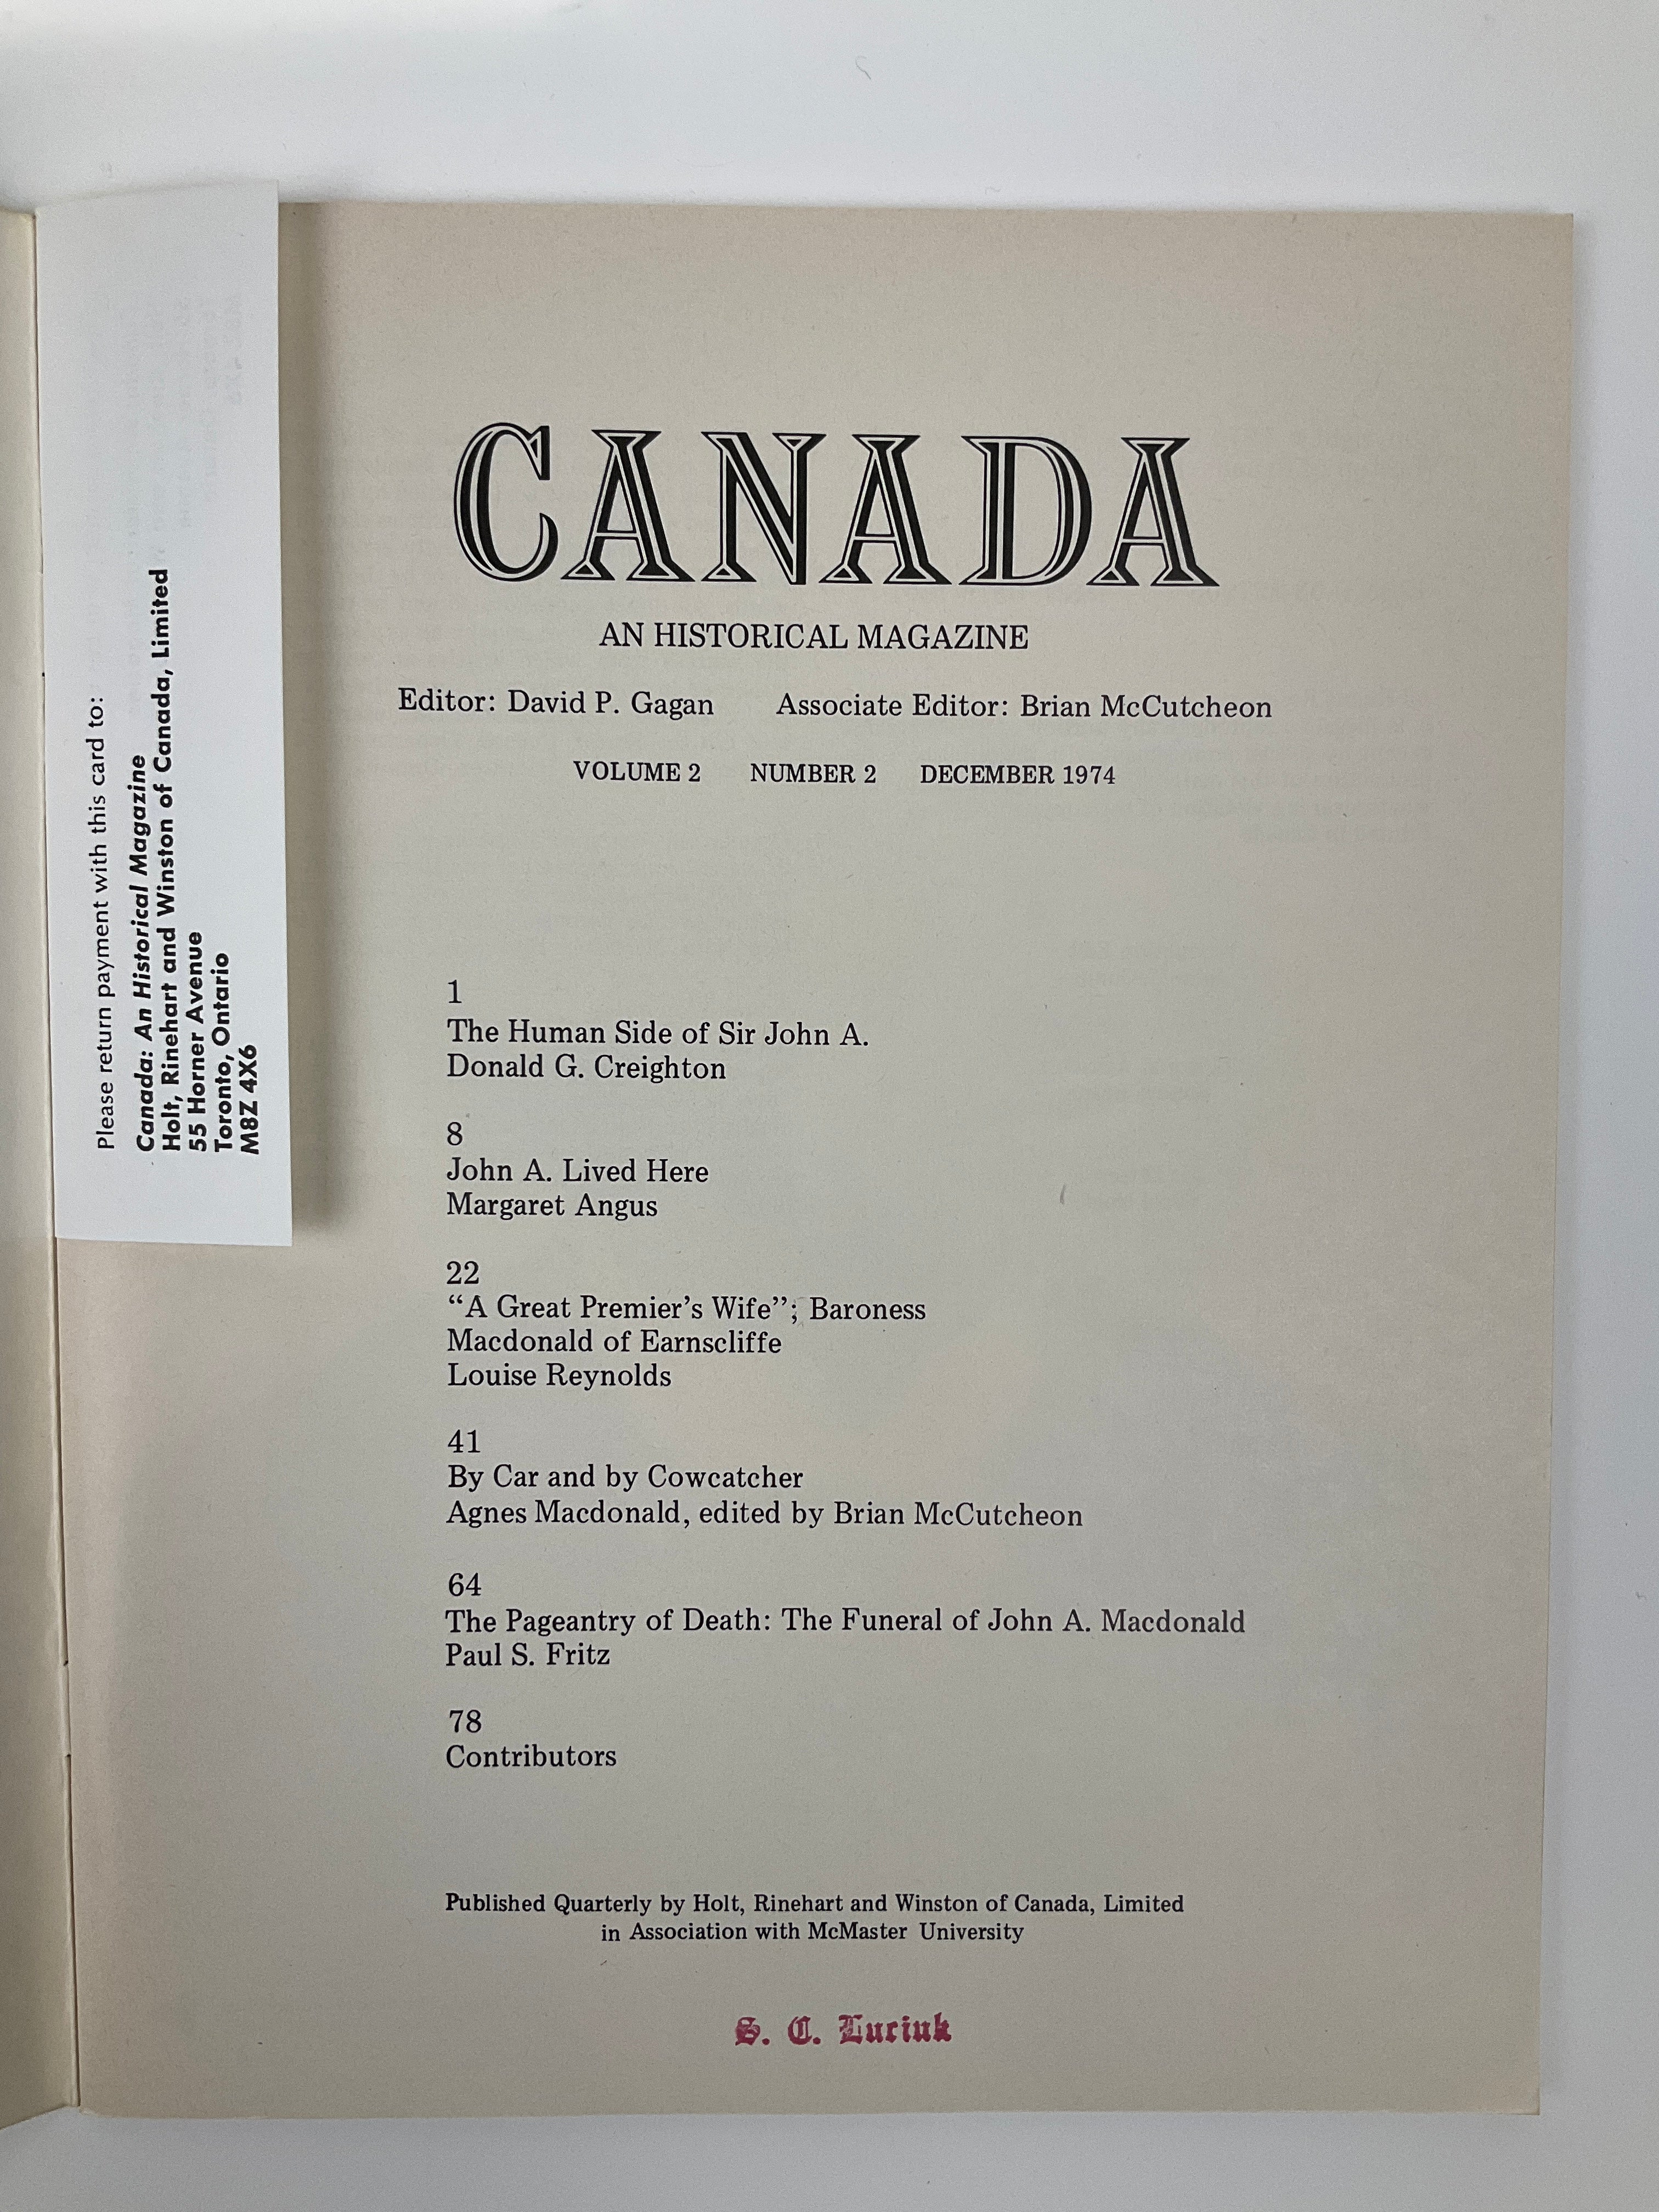 Please return payment with this card to:
Canada: An Historical Magazine
Holt, Rinehart and Winston of Canada, Limited
55 Horner Avenue
Toronto, Ontario
M8Z 4X6
CANADA
AN HISTORICAL MAGAZINE
Editor: David P. Gagan Associate Editor: Brian McCutcheon
VOLUME 2 NUMBER 2 DECEMBER 1974
1
The Human Side of Sir John A.
Donald G. Creighton
8
John A. Lived Here
Margaret Angus
22
“A Great Premier’s Wife”; Baroness
Macdonald of Earnscliffe
Louise Reynolds
41
By Car and by Cowcatcher
Agnes Macdonald, edited by Brian McCutcheon
64
The Pageantry of Death: The Funeral of John A. Macdonald
Paul S. Fritz
78
Contributors
Published Quarterly by Holt, Rinehart and Winston of Canada, Limited
in Association with McMaster University
S. C. Luciuk